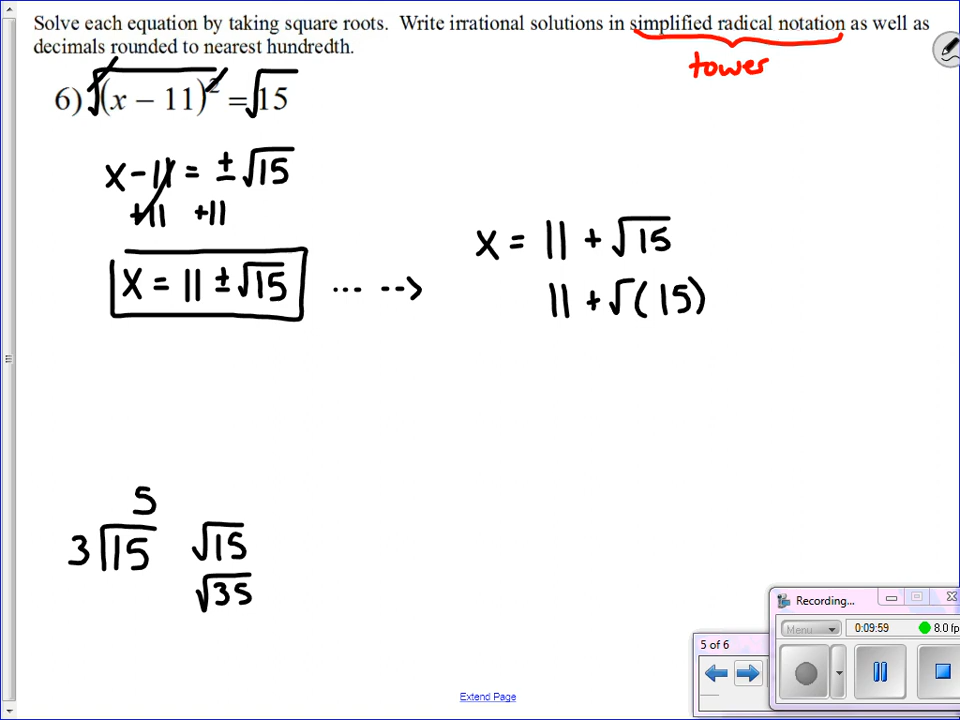 Solve each equation by taking square roots. Write irrational solutions in simplified radical notation as well as
decimals rounded to nearest hundredth.
tower
6) √(x − 11)² = √15
x − 11 = ± √15
+11 +11
x = 11 ± √15 ... --> 
x = 11 + √15
11 + √(15)
5
3 15 √15
√35
Recording...
Menu 0:09:59 8.0 fp
5 of 6
Extend Page